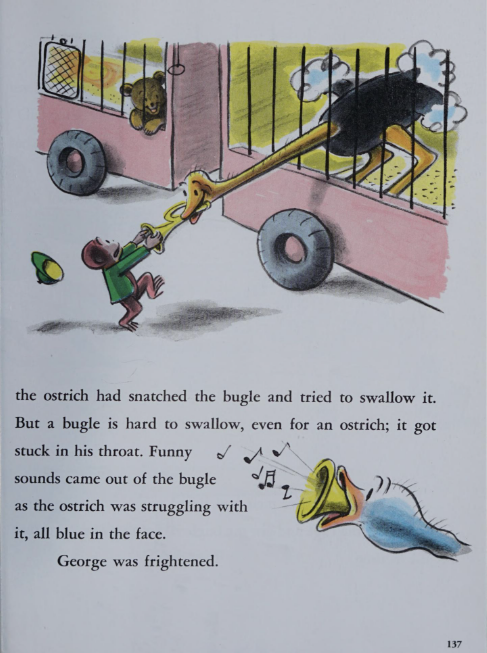 the ostrich had snatched the bugle and tried to swallow it.
But a bugle is hard to swallow, even for an ostrich; it got
stuck in his throat. Funny
sounds came out of the bugle
as the ostrich was struggling with
it, all blue in the face.
George was frightened.
137